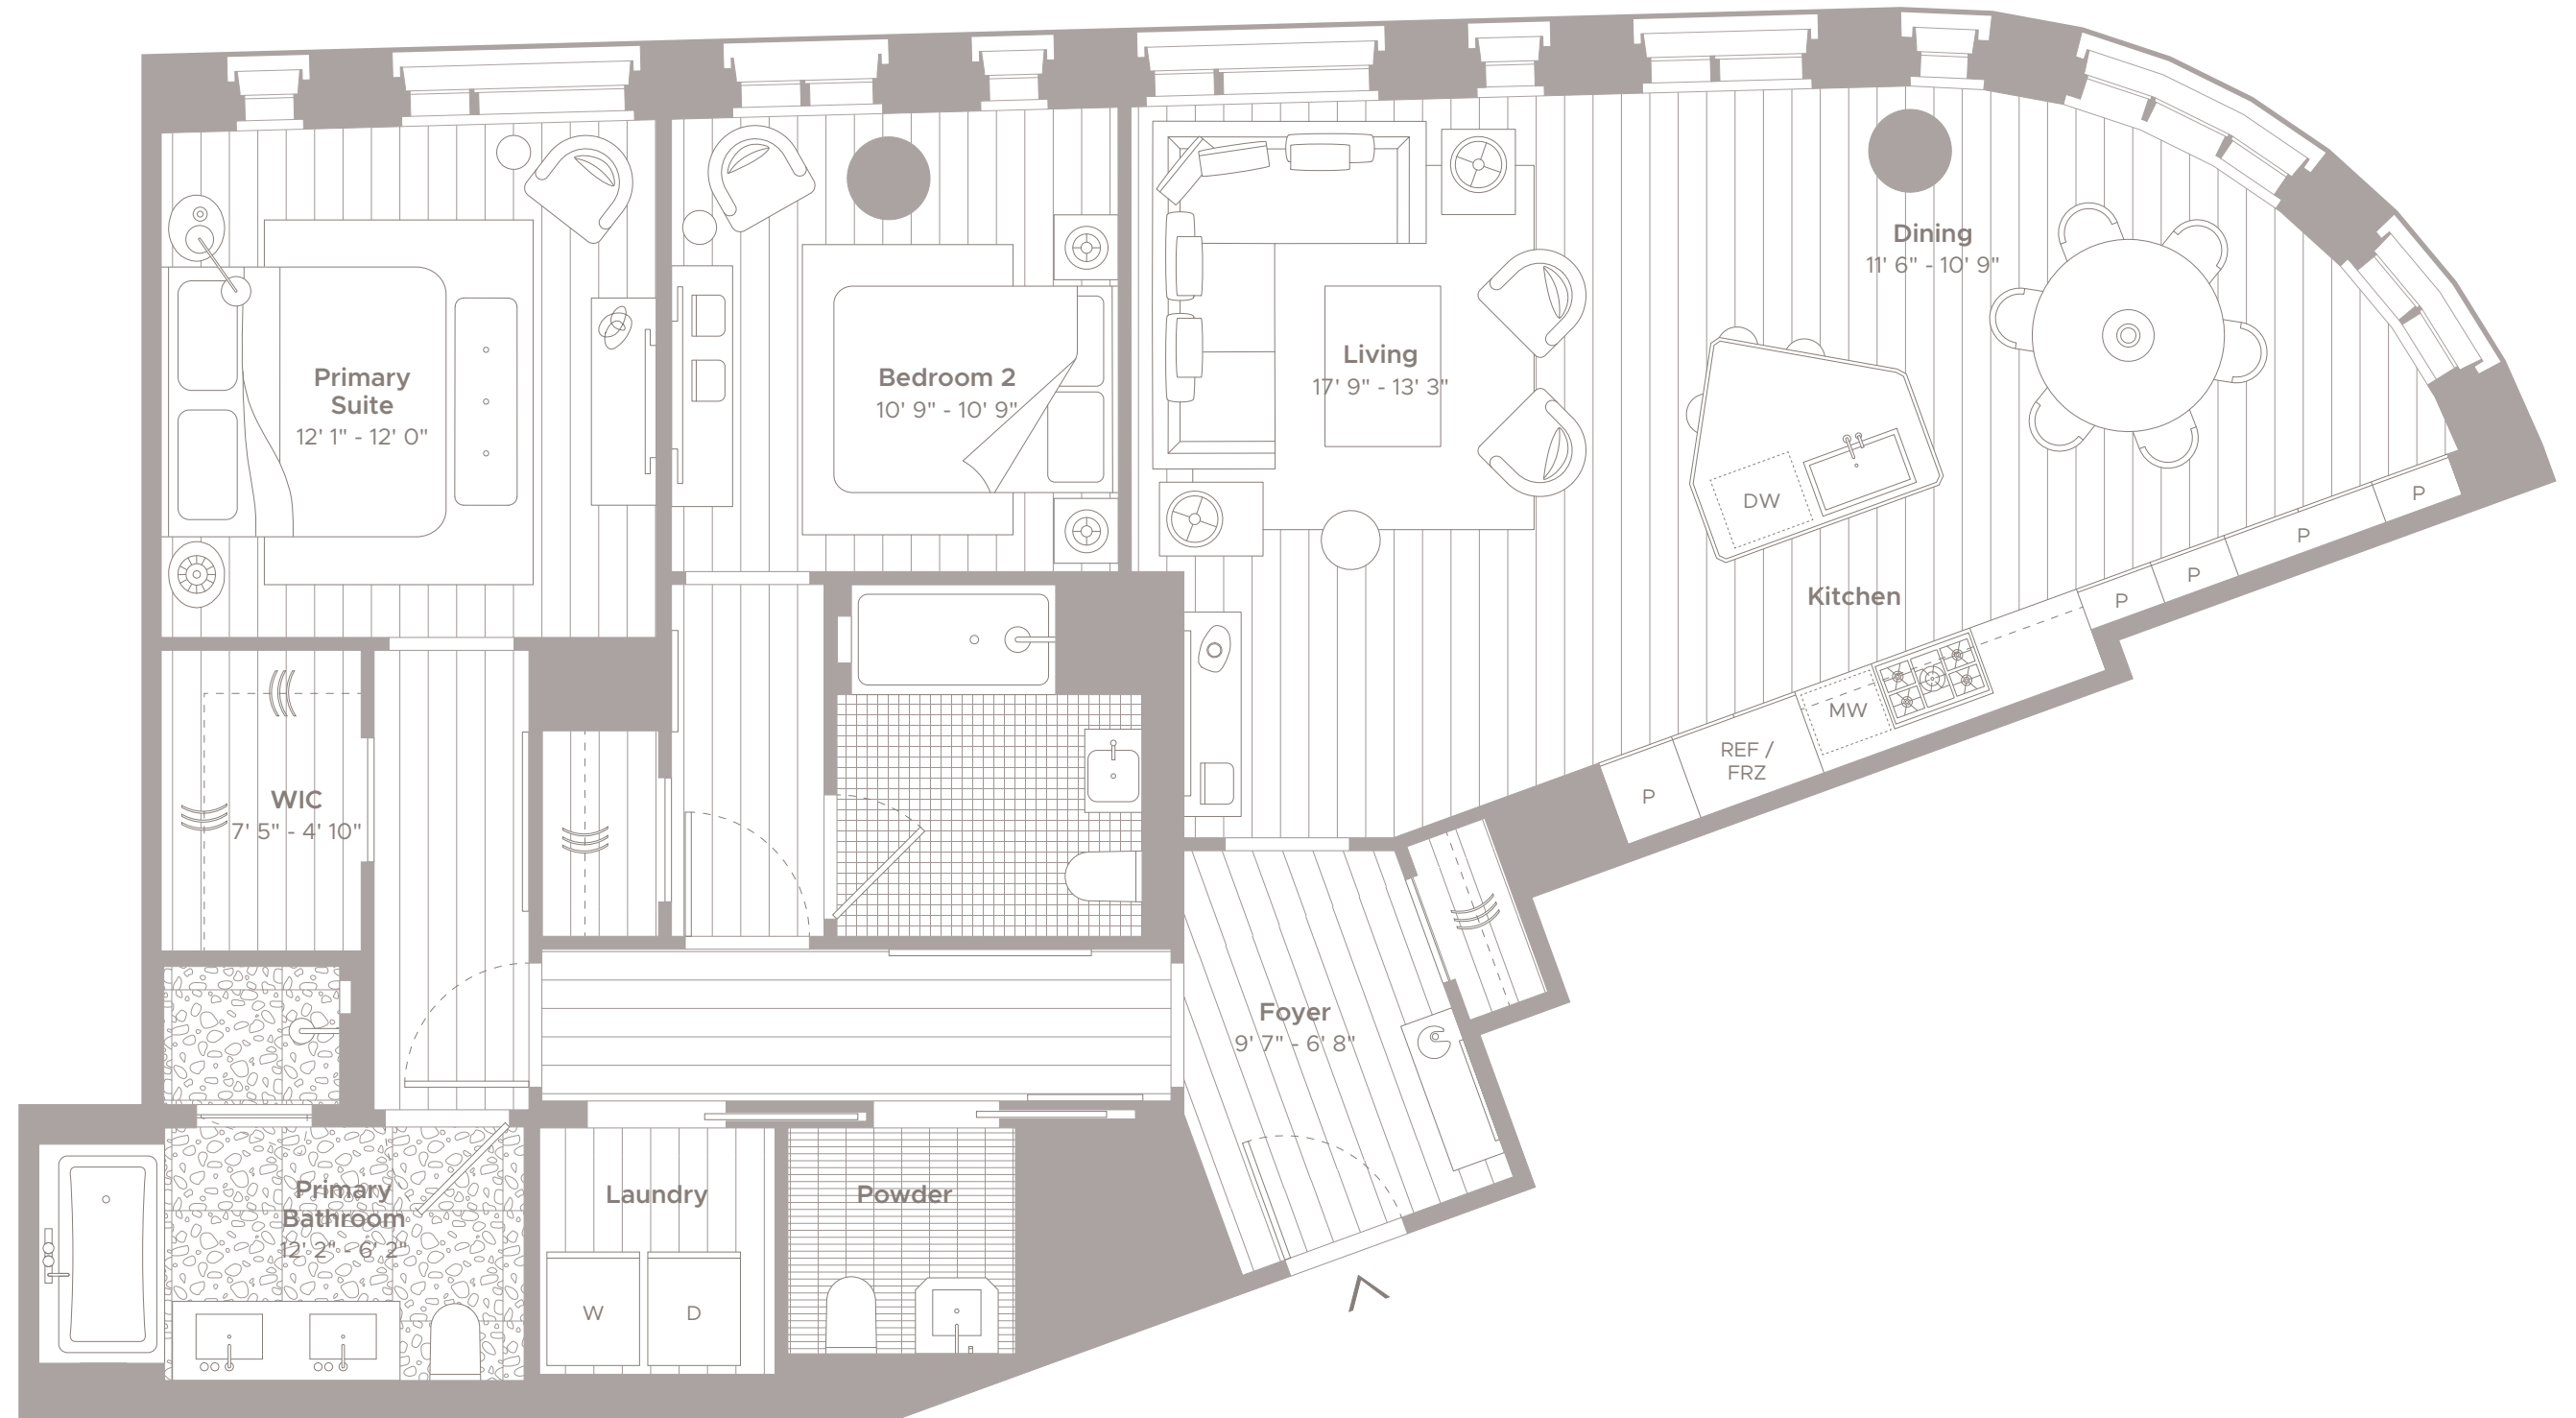 Primary
Suite
12' 1" - 12' 0"
Bedroom 2
10' 9" - 10' 9"
Living
17' 9" - 13' 3"
Dining
11' 6" - 10' 9"
DW
Kitchen
P
P
P
P
MW
REF /
FRZ
P
WIC
7' 5" - 4' 10"
Foyer
9' 7" - 6' 8"
Primary
Bathroom
12' 2" - 6' 2"
Laundry
W
D
Powder